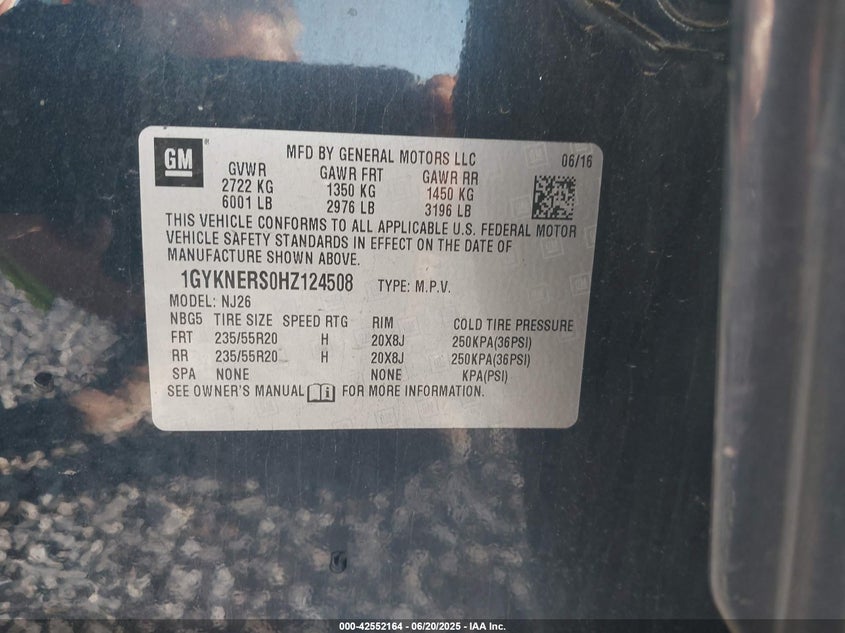 GM
MFD BY GENERAL MOTORS LLC 06/16
GVWR GAWR FRT GAWR RR
2722 KG 1350 KG 1450 KG
6001 LB 2976 LB 3196 LB
THIS VEHICLE CONFORMS TO ALL APPLICABLE U.S. FEDERAL MOTOR
VEHICLE SAFETY STANDARDS IN EFFECT ON THE DATE OF
MANUFACTURE SHOWN ABOVE.
1GYKNERS0HZ124508 TYPE: M.P.V.
MODEL: NJ26
NBG5 TIRE SIZE SPEED RTG RIM COLD TIRE PRESSURE
FRT 235/55R20 H 20X8J 250KPA(36PSI)
RR 235/55R20 H 20X8J 250KPA(36PSI)
SPA NONE NONE KPA(PSI)
SEE OWNER'S MANUAL i FOR MORE INFORMATION.
000-42552164 - 06/20/2025 - IAA Inc.